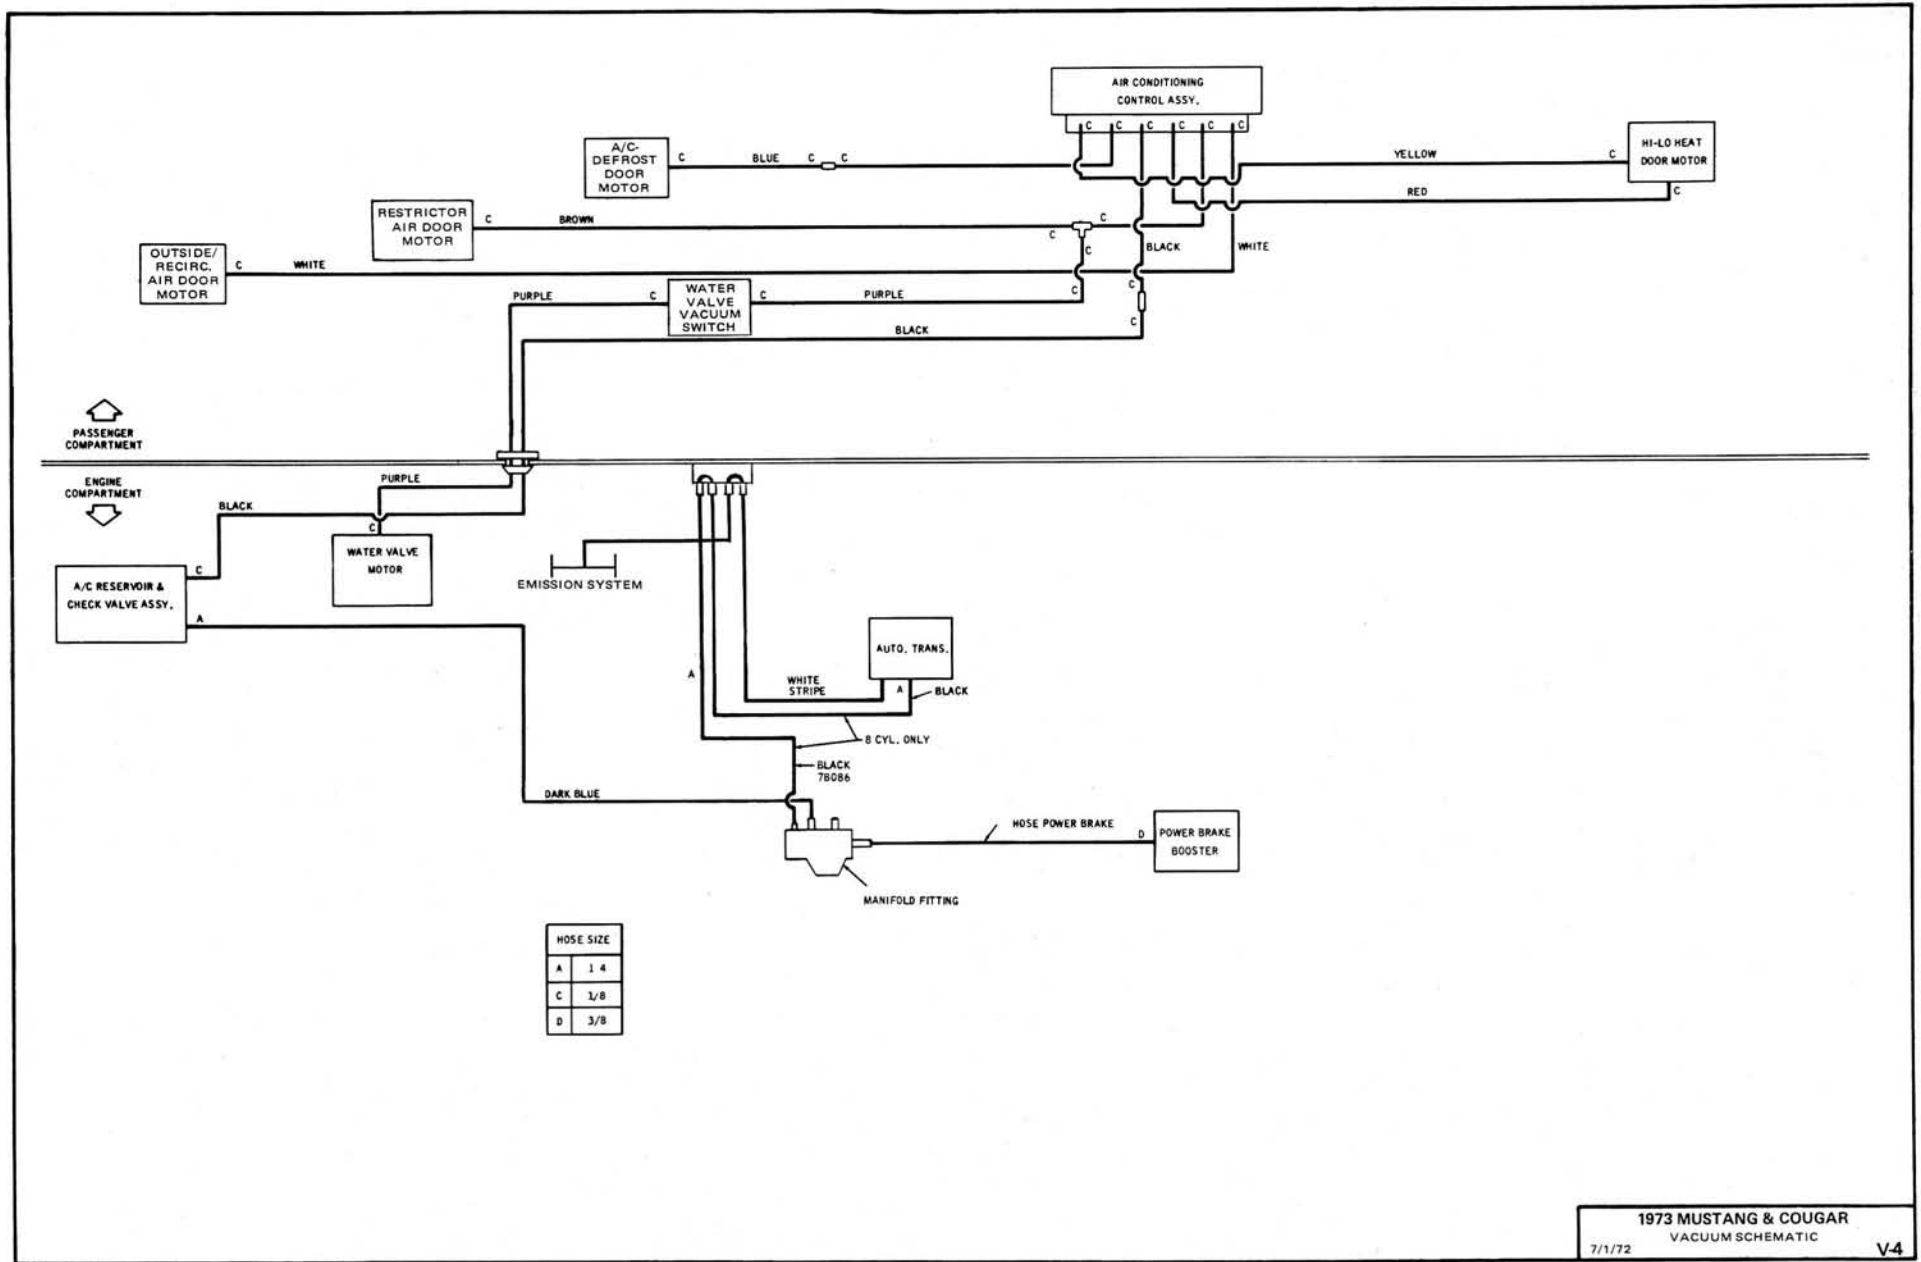 AIR CONDITIONING
CONTROL ASSY.
C C C C C C
A/C-
DEFROST
DOOR
MOTOR
C BLUE C C
YELLOW C
HI-LO HEAT
DOOR MOTOR
RED C
RESTRICTOR
AIR DOOR
MOTOR
C BROWN C C
C BLACK WHITE
OUTSIDE/
RECIRC.
AIR DOOR
MOTOR
C WHITE
PURPLE C
WATER
VALVE
VACUUM
SWITCH
C PURPLE C C
C
BLACK
PASSENGER
COMPARTMENT
ENGINE
COMPARTMENT
PURPLE
BLACK
C
WATER VALVE
MOTOR
A/C RESERVOIR &
CHECK VALVE ASSY.
C
A
EMISSION SYSTEM
AUTO. TRANS.
A
WHITE
STRIPE
A BLACK
8 CYL. ONLY
BLACK
7B086
DARK BLUE
HOSE POWER BRAKE D
POWER BRAKE
BOOSTER
MANIFOLD FITTING
HOSE SIZE
A 1 4
C 1/8
D 3/8
1973 MUSTANG & COUGAR
VACUUM SCHEMATIC
7/1/72 V-4